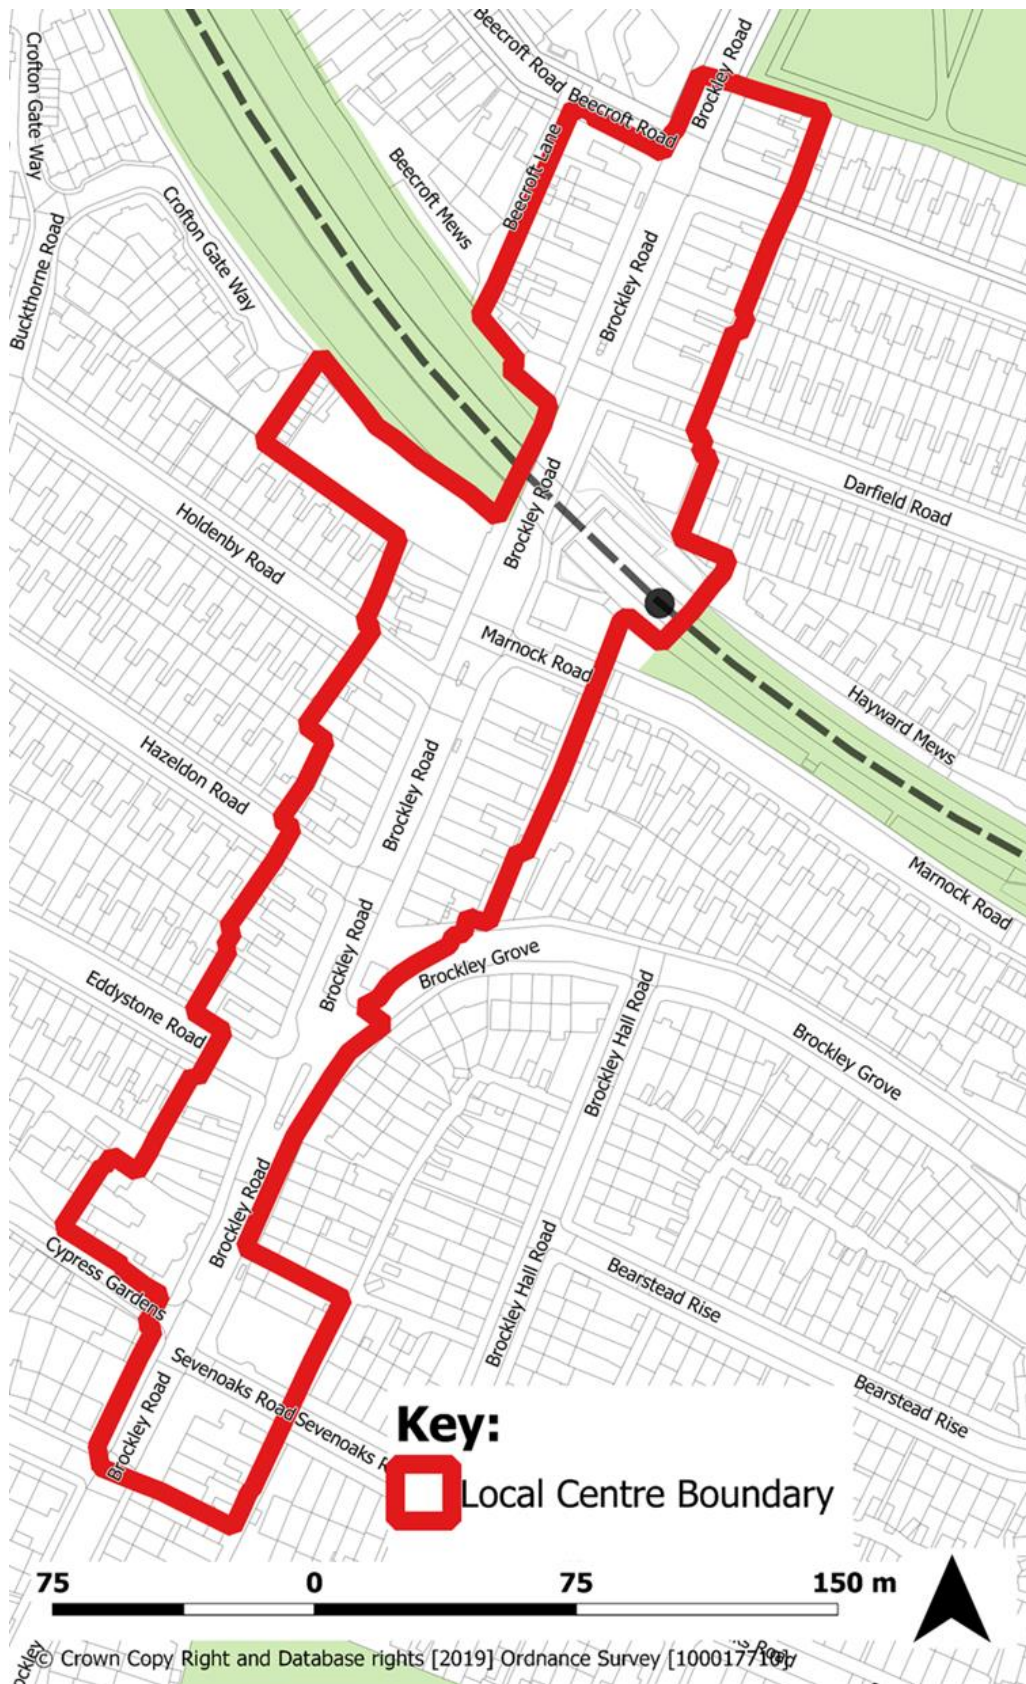 Beecroft Road
Brockley Road
Crofton Gate Way
Beecroft Road
Beecroft Lane
Beecroft Mews
Crofton Gate Way
Buckthorne Road
Brockley Road
Brockley Road
Darfield Road
Holdenby Road
Marnock Road
Hayward Mews
Hazeldon Road
Brockley Road
Marnock Road
Brockley Road
Brockley Grove
Eddystone Road
Brockley Hall Road
Brockley Grove
Brockley Road
Cypress Gardens
Brockley Hall Road
Bearstead Rise
Sevenoaks Road
Sevenoaks R
Brockley Road
Bearstead Rise
Key:
Local Centre Boundary
75 0 75 150 m
© Crown Copy Right and Database rights [2019] Ordnance Survey [100017710]